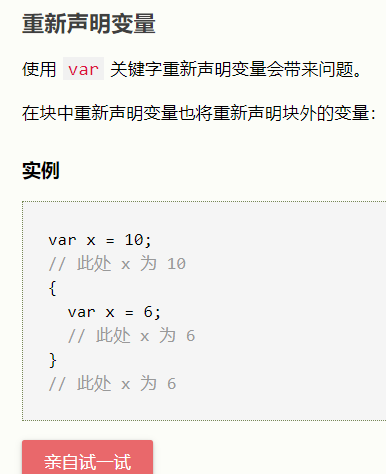 重新声明变量
使用 var 关键字重新声明变量会带来问题。
在块中重新声明变量也将重新声明块外的变量：
实例
var x = 10;
// 此处 x 为 10
{
  var x = 6;
  // 此处 x 为 6
}
// 此处 x 为 6
亲自试一试